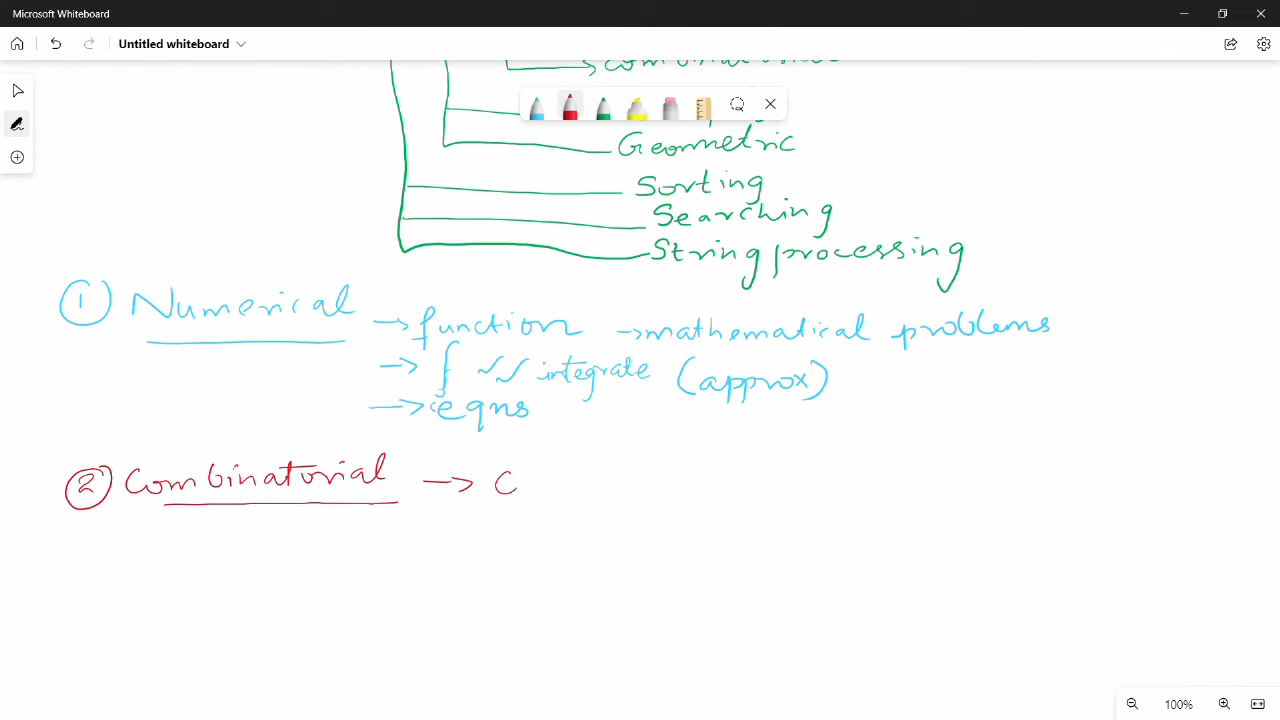 Microsoft Whiteboard
Untitled whiteboard
Geometric
Sorting
Searching
String processing
① Numerical
→ function → mathematical problems
→ ∫ ✓✓ integrate (approx)
→ eqns
② Combinatorial → C
100%